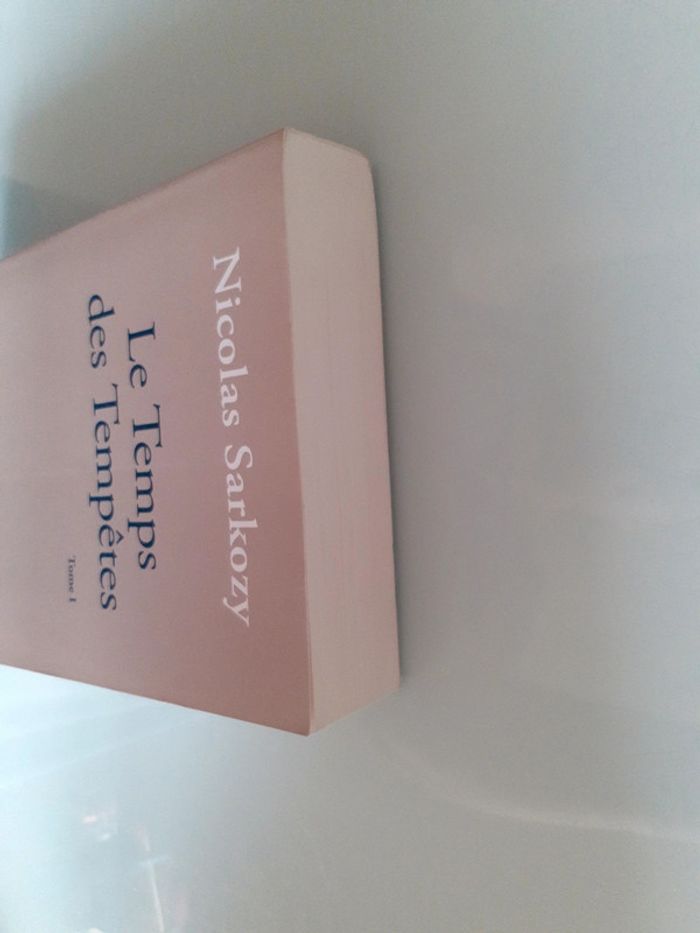 Nicolas Sarkozy
Le Temps
des Tempêtes
Tome 1